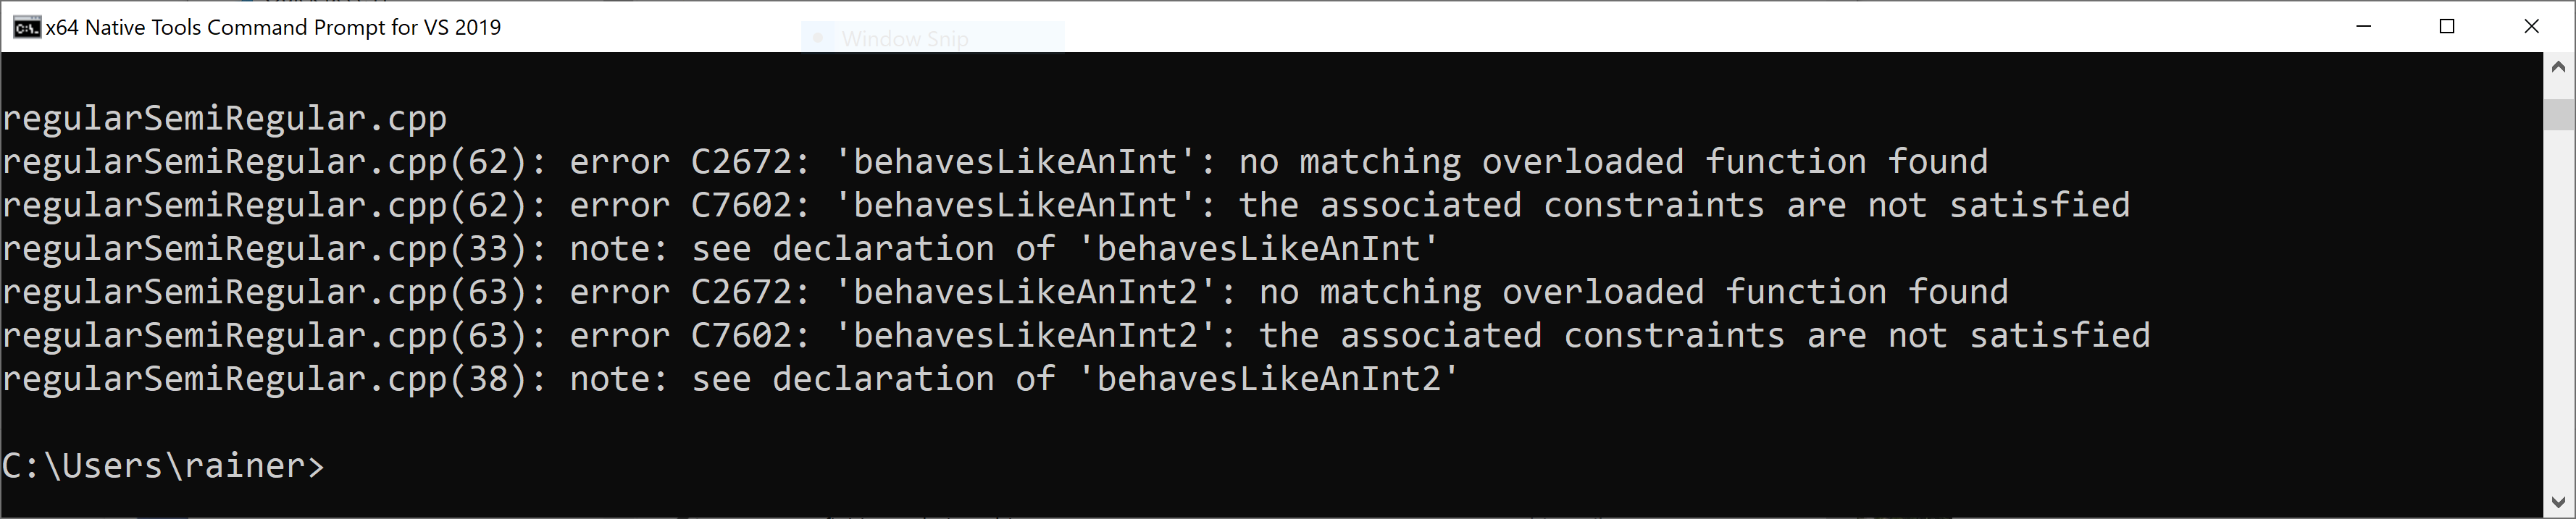 x64 Native Tools Command Prompt for VS 2019
Window Snip
regularSemiRegular.cpp
regularSemiRegular.cpp(62): error C2672: 'behavesLikeAnInt': no matching overloaded function found
regularSemiRegular.cpp(62): error C7602: 'behavesLikeAnInt': the associated constraints are not satisfied
regularSemiRegular.cpp(33): note: see declaration of 'behavesLikeAnInt'
regularSemiRegular.cpp(63): error C2672: 'behavesLikeAnInt2': no matching overloaded function found
regularSemiRegular.cpp(63): error C7602: 'behavesLikeAnInt2': the associated constraints are not satisfied
regularSemiRegular.cpp(38): note: see declaration of 'behavesLikeAnInt2'
C:\Users\rainer>